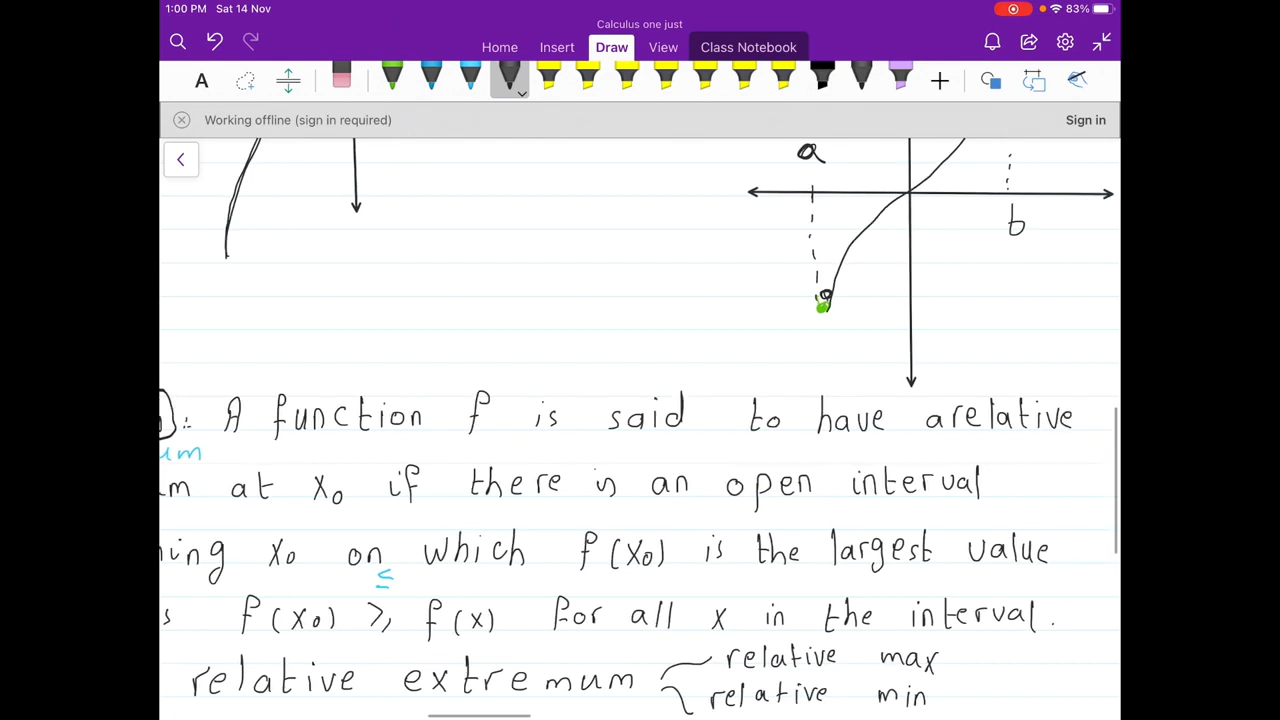 1:00 PM Sat 14 Nov
83%
Calculus one just
Home Insert Draw View Class Notebook
A
Working offline (sign in required)
Sign in
a
b
): A function f is said to have arelative
um
um at x₀ if there is an open interval
ning x₀ on which f(x₀) is the largest value
≤
s f(x₀) ≥ f(x) for all x in the interval.
relative extremum
relative max
relative min